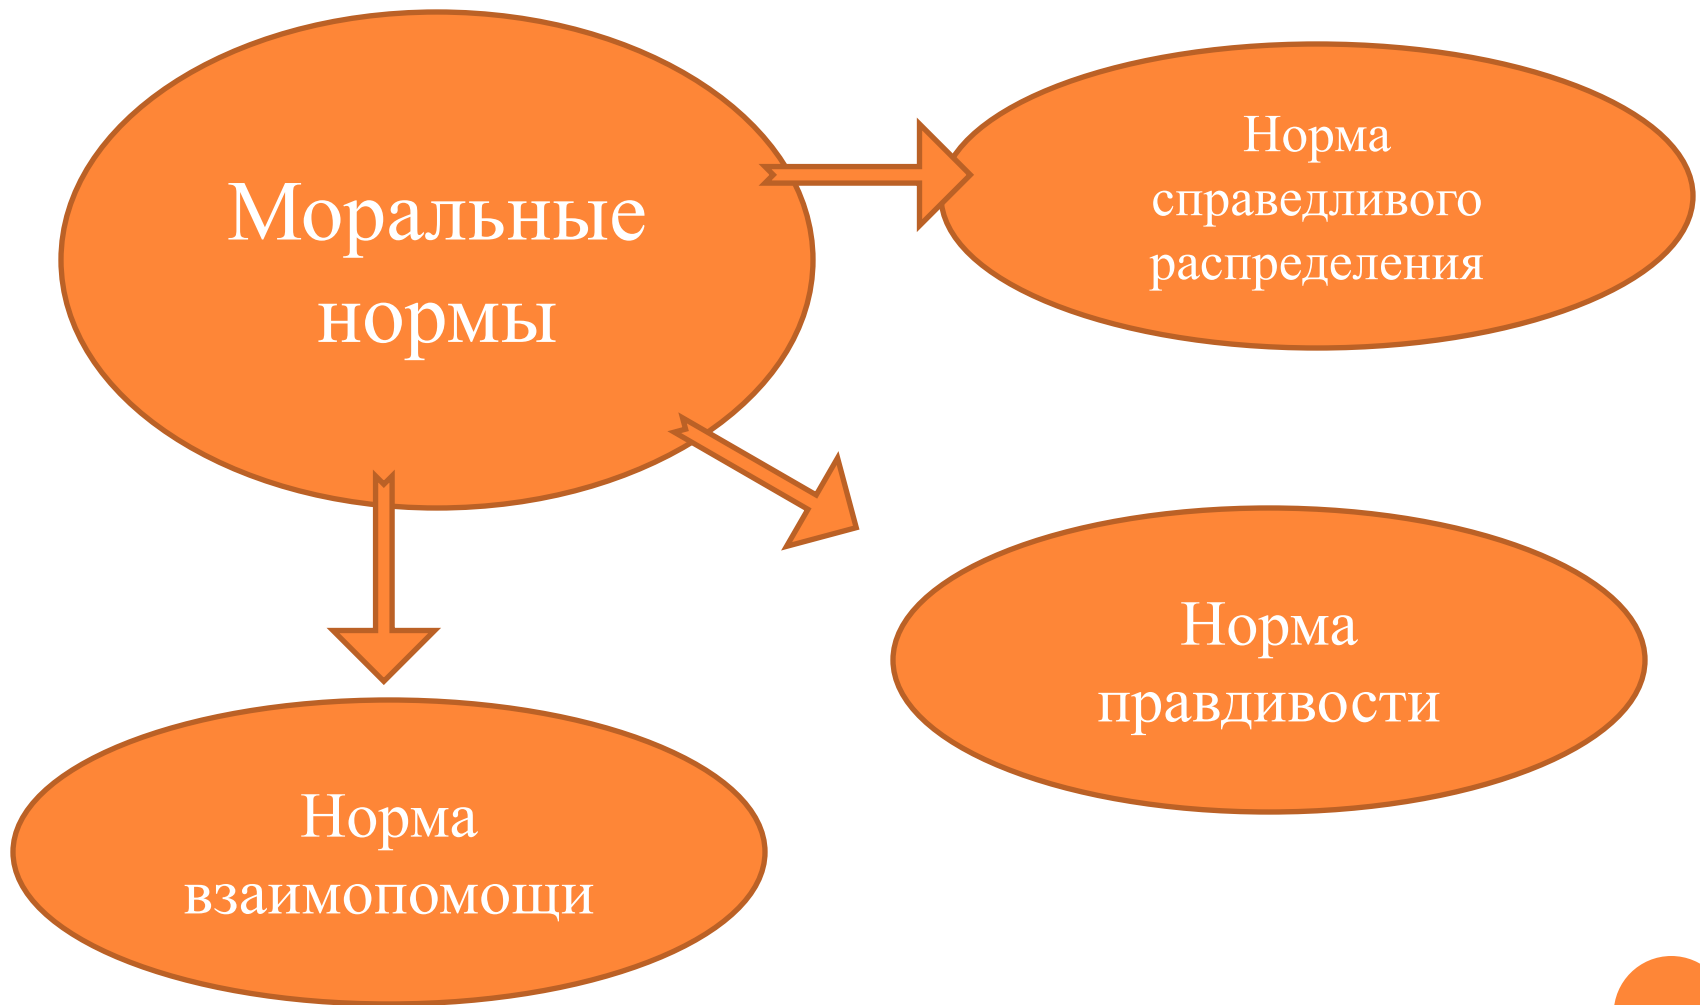 Моральные
нормы
Норма
справедливого
распределения
Норма
правдивости
Норма
взаимопомощи